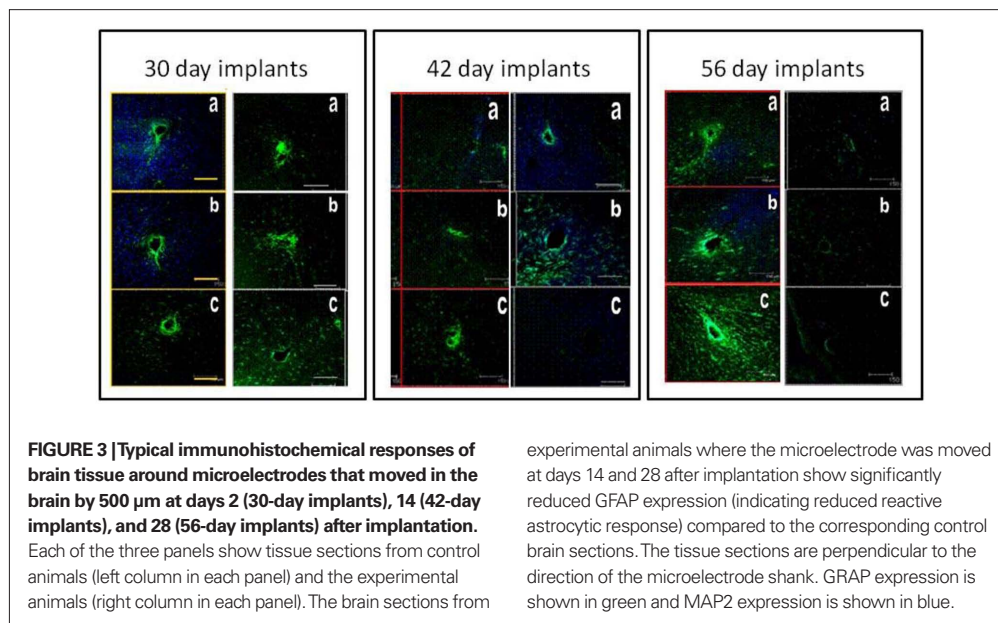 30 day implants
42 day implants
56 day implants
a
a
a
a
a
a
b
b
b
b
b
b
c
c
c
c
c
c
FIGURE 3 | Typical immunohistochemical responses of
brain tissue around microelectrodes that moved in the
brain by 500 µm at days 2 (30-day implants), 14 (42-day
implants), and 28 (56-day implants) after implantation.
Each of the three panels show tissue sections from control
animals (left column in each panel) and the experimental
animals (right column in each panel). The brain sections from
experimental animals where the microelectrode was moved
at days 14 and 28 after implantation show significantly
reduced GFAP expression (indicating reduced reactive
astrocytic response) compared to the corresponding control
brain sections. The tissue sections are perpendicular to the
direction of the microelectrode shank. GRAP expression is
shown in green and MAP2 expression is shown in blue.